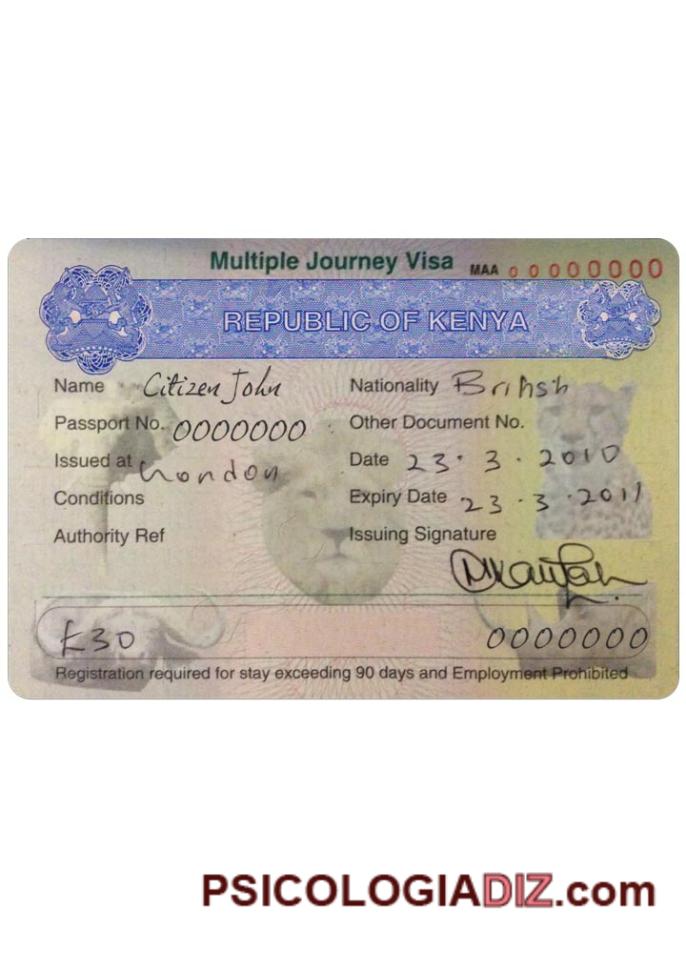 Multiple Journey Visa MAA 00000000
REPUBLIC OF KENYA
Name Citizen John Nationality British
Passport No. 0000000 Other Document No.
Issued at London Date 23.3.2010
Conditions Expiry Date 23.3.2011
Authority Ref Issuing Signature
£30 0000000
Registration required for stay exceeding 90 days and Employment Prohibited
PSICOLOGIADIZ.com